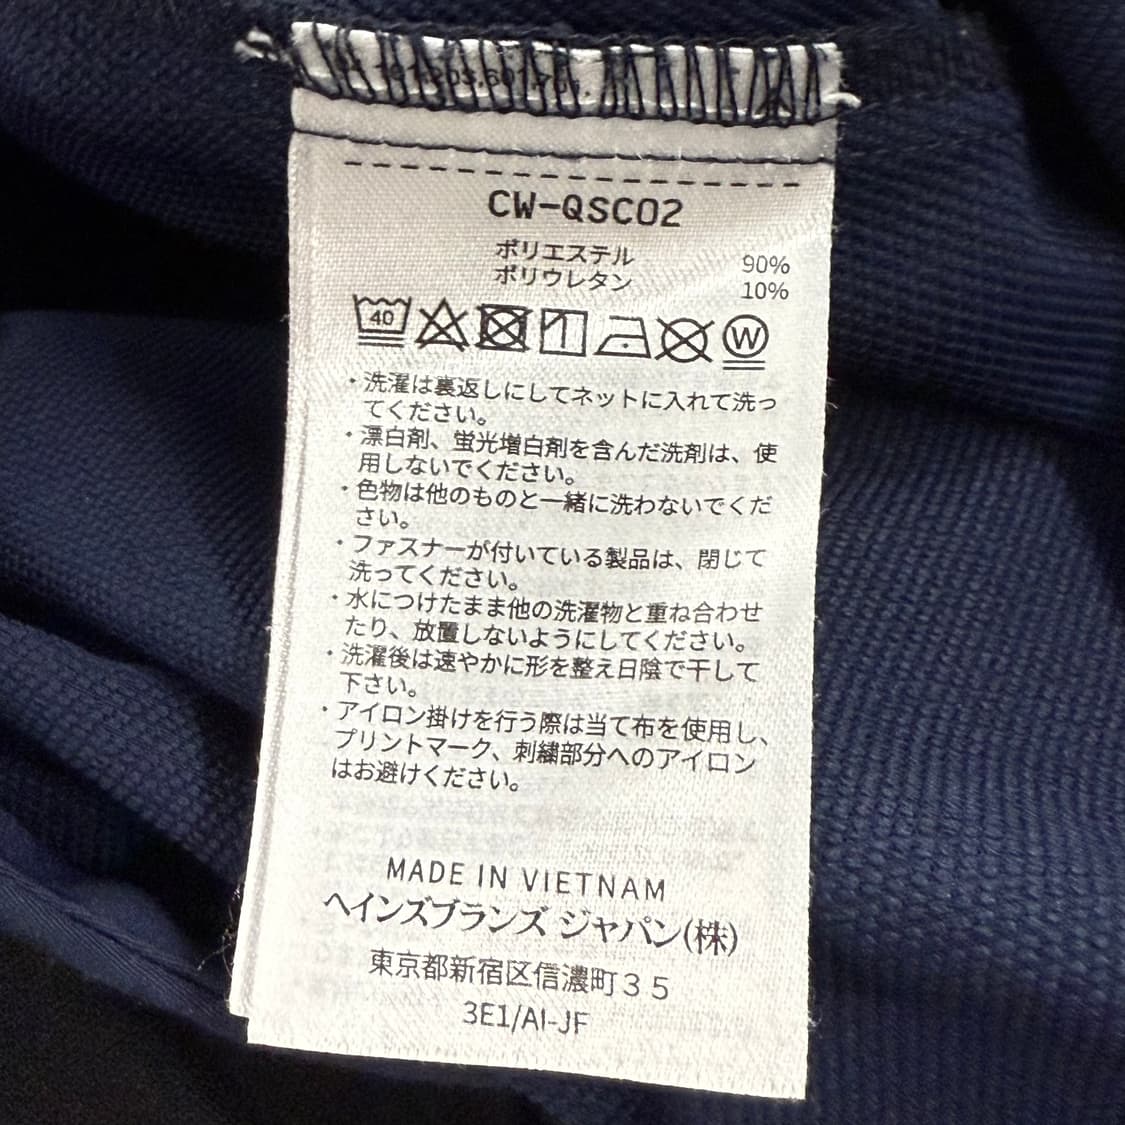 CW-QSC02
ポリエステル 90%
ポリウレタン 10%
40
W
・洗濯は裏返しにしてネットに入れて洗っ
てください。
・漂白剤、蛍光増白剤を含んだ洗剤は、使
用しないでください。
・色物は他のものと一緒に洗わないでくだ
さい。
・ファスナーが付いている製品は、閉じて
洗ってください。
・水につけたまま他の洗濯物と重ね合わせ
たり、放置しないようにしてください。
・洗濯後は速やかに形を整え日陰で干して
下さい。
・アイロン掛けを行う際は当て布を使用し、
プリントマーク、刺繍部分へのアイロン
はお避けください。
MADE IN VIETNAM
ヘインズブランズ ジャパン(株)
東京都新宿区信濃町３５
3E1/AI-JF